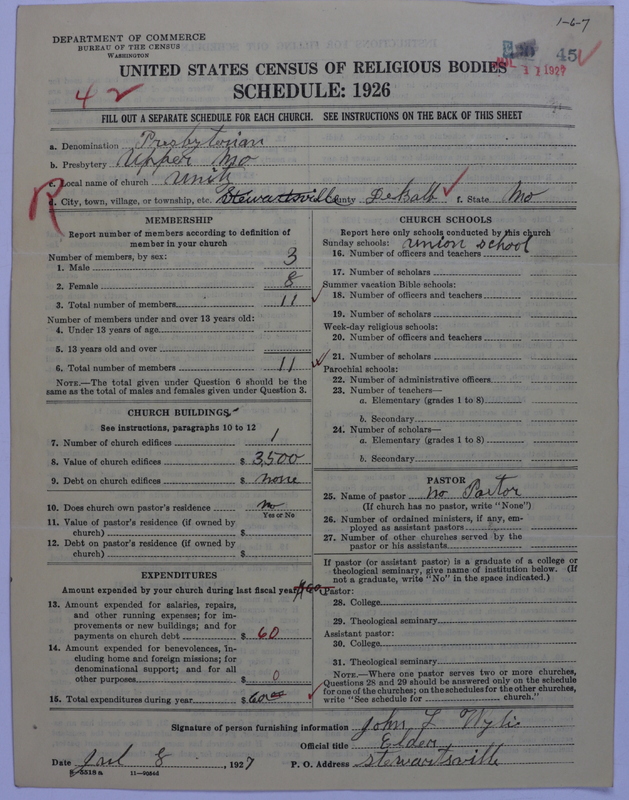 1-6-7
DEPARTMENT OF COMMERCE
BUREAU OF THE CENSUS
WASHINGTON
45
1 1 1927
UNITED STATES CENSUS OF RELIGIOUS BODIES
42
SCHEDULE: 1926
FILL OUT A SEPARATE SCHEDULE FOR EACH CHURCH. SEE INSTRUCTIONS ON THE BACK OF THIS SHEET
a. Denomination Presbyterian
b. Presbytery Upper Mo
c. Local name of church Unity
R
d. City, town, village, or township, etc. Stewartsville County DeKalb f. State Mo
MEMBERSHIP
Report number of members according to definition of
member in your church
Number of members, by sex:
1. Male 3
2. Female 8
3. Total number of members 11
Number of members under and over 13 years old:
4. Under 13 years of age
5. 13 years old and over
6. Total number of members 11
NOTE.—The total given under Question 6 should be the
same as the total of males and females given under Question 3.
CHURCH BUILDINGS
See instructions, paragraphs 10 to 12
7. Number of church edifices 1
8. Value of church edifices $ 3,500
9. Debt on church edifices $ none
10. Does church own pastor's residence no
Yes or No
11. Value of pastor's residence (if owned by
church) $
12. Debt on pastor's residence (if owned by
church) $
EXPENDITURES
Amount expended by your church during last fiscal year $60
13. Amount expended for salaries, repairs,
and other running expenses; for im-
provements or new buildings; and for
payments on church debt $ 60
14. Amount expended for benevolences, in-
cluding home and foreign missions; for
denominational support; and for all
other purposes $ 0
15. Total expenditures during year $ 60
CHURCH SCHOOLS
Report here only schools conducted by this church
Sunday schools: Union School
16. Number of officers and teachers
17. Number of scholars
Summer vacation Bible schools:
18. Number of officers and teachers
19. Number of scholars
Week-day religious schools:
20. Number of officers and teachers
21. Number of scholars
Parochial schools:
22. Number of administrative officers
23. Number of teachers—
a. Elementary (grades 1 to 8)
b. Secondary
24. Number of scholars—
a. Elementary (grades 1 to 8)
b. Secondary
PASTOR
25. Name of pastor No Pastor
(If church has no pastor, write "None")
26. Number of ordained ministers, if any, em-
ployed as assistant pastors
27. Number of other churches served by the
pastor or his assistants
If pastor (or assistant pastor) is a graduate of a college or
theological seminary, give name of institution below. (If
not a graduate, write "No" in the space indicated.)
Pastor:
28. College
29. Theological seminary
Assistant pastor:
30. College
31. Theological seminary
NOTE.—Where one pastor serves two or more churches,
Questions 28 and 29 should be answered only on the schedule
for one of the churches; on the schedules for the other churches,
write "See schedule for church."
Signature of person furnishing information John L Wylie
Official title Elder
Date Jan 8, 1927 P. O. Address Stewartsville
8-5518 a 11-90646